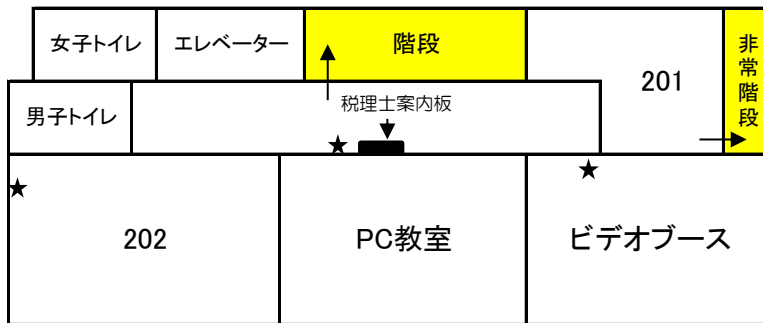 女子トイレ
エレベーター
階段
201
非常階段
男子トイレ
税理士案内板
202
PC教室
ビデオブース